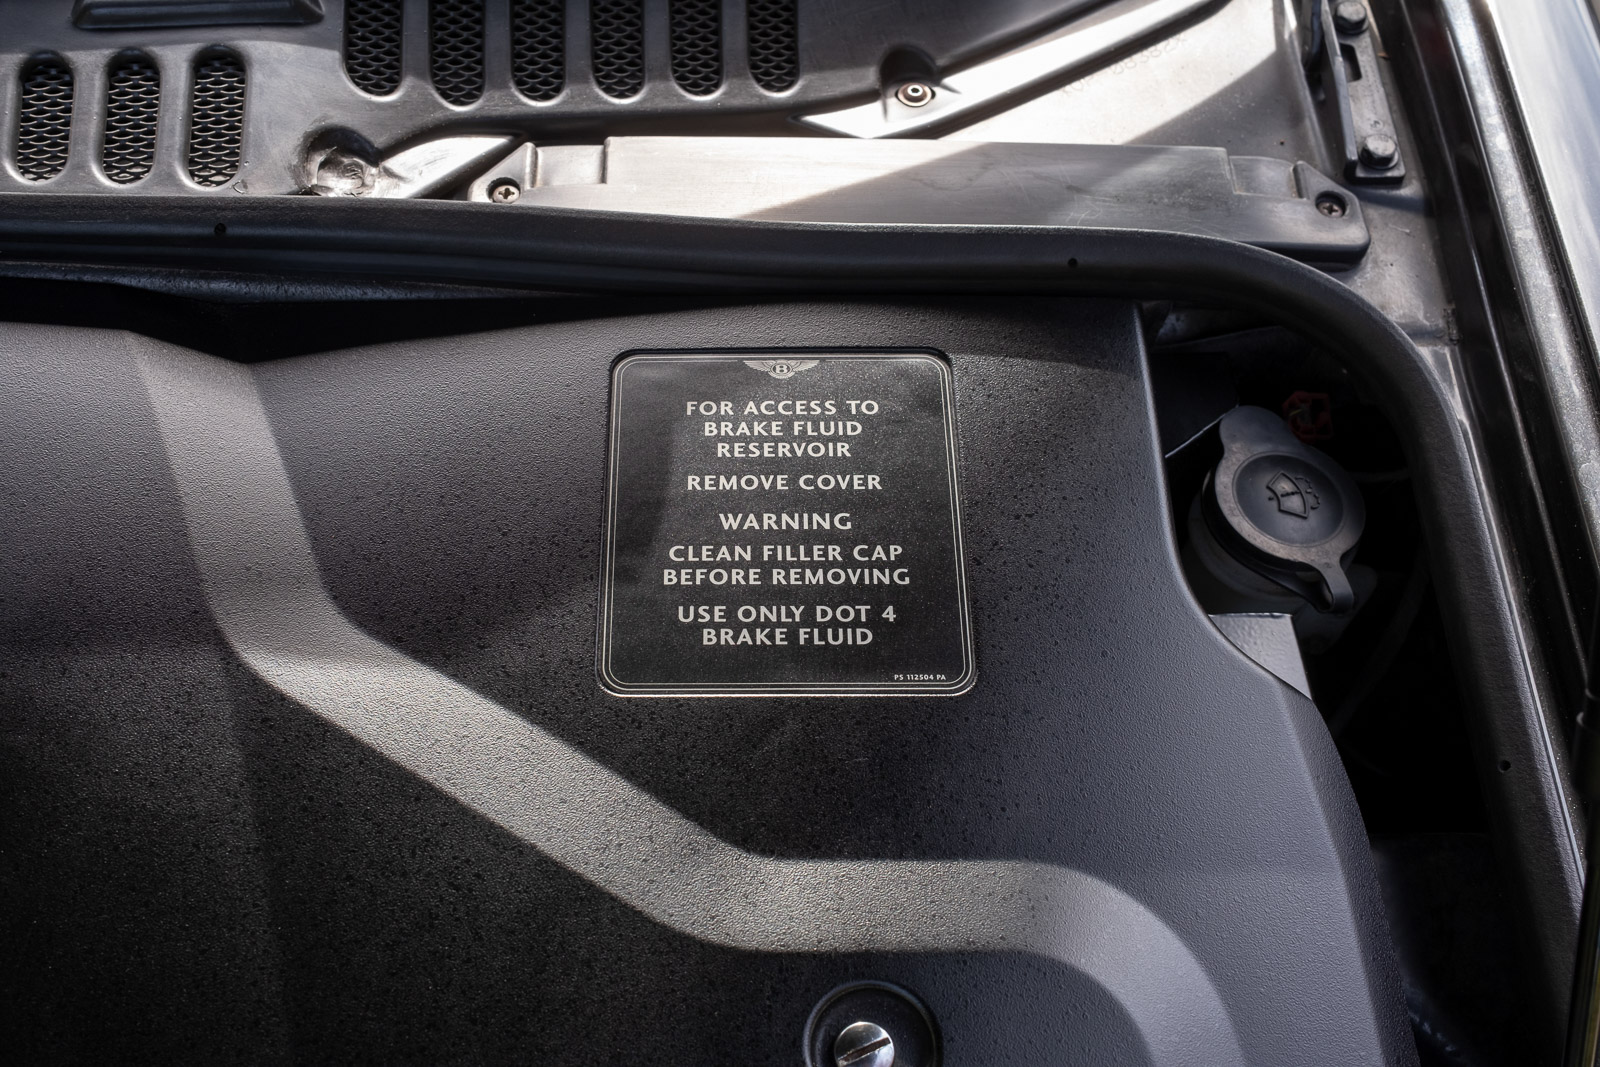 B
FOR ACCESS TO
BRAKE FLUID
RESERVOIR
REMOVE COVER
WARNING
CLEAN FILLER CAP
BEFORE REMOVING
USE ONLY DOT 4
BRAKE FLUID
PS 112504 PA